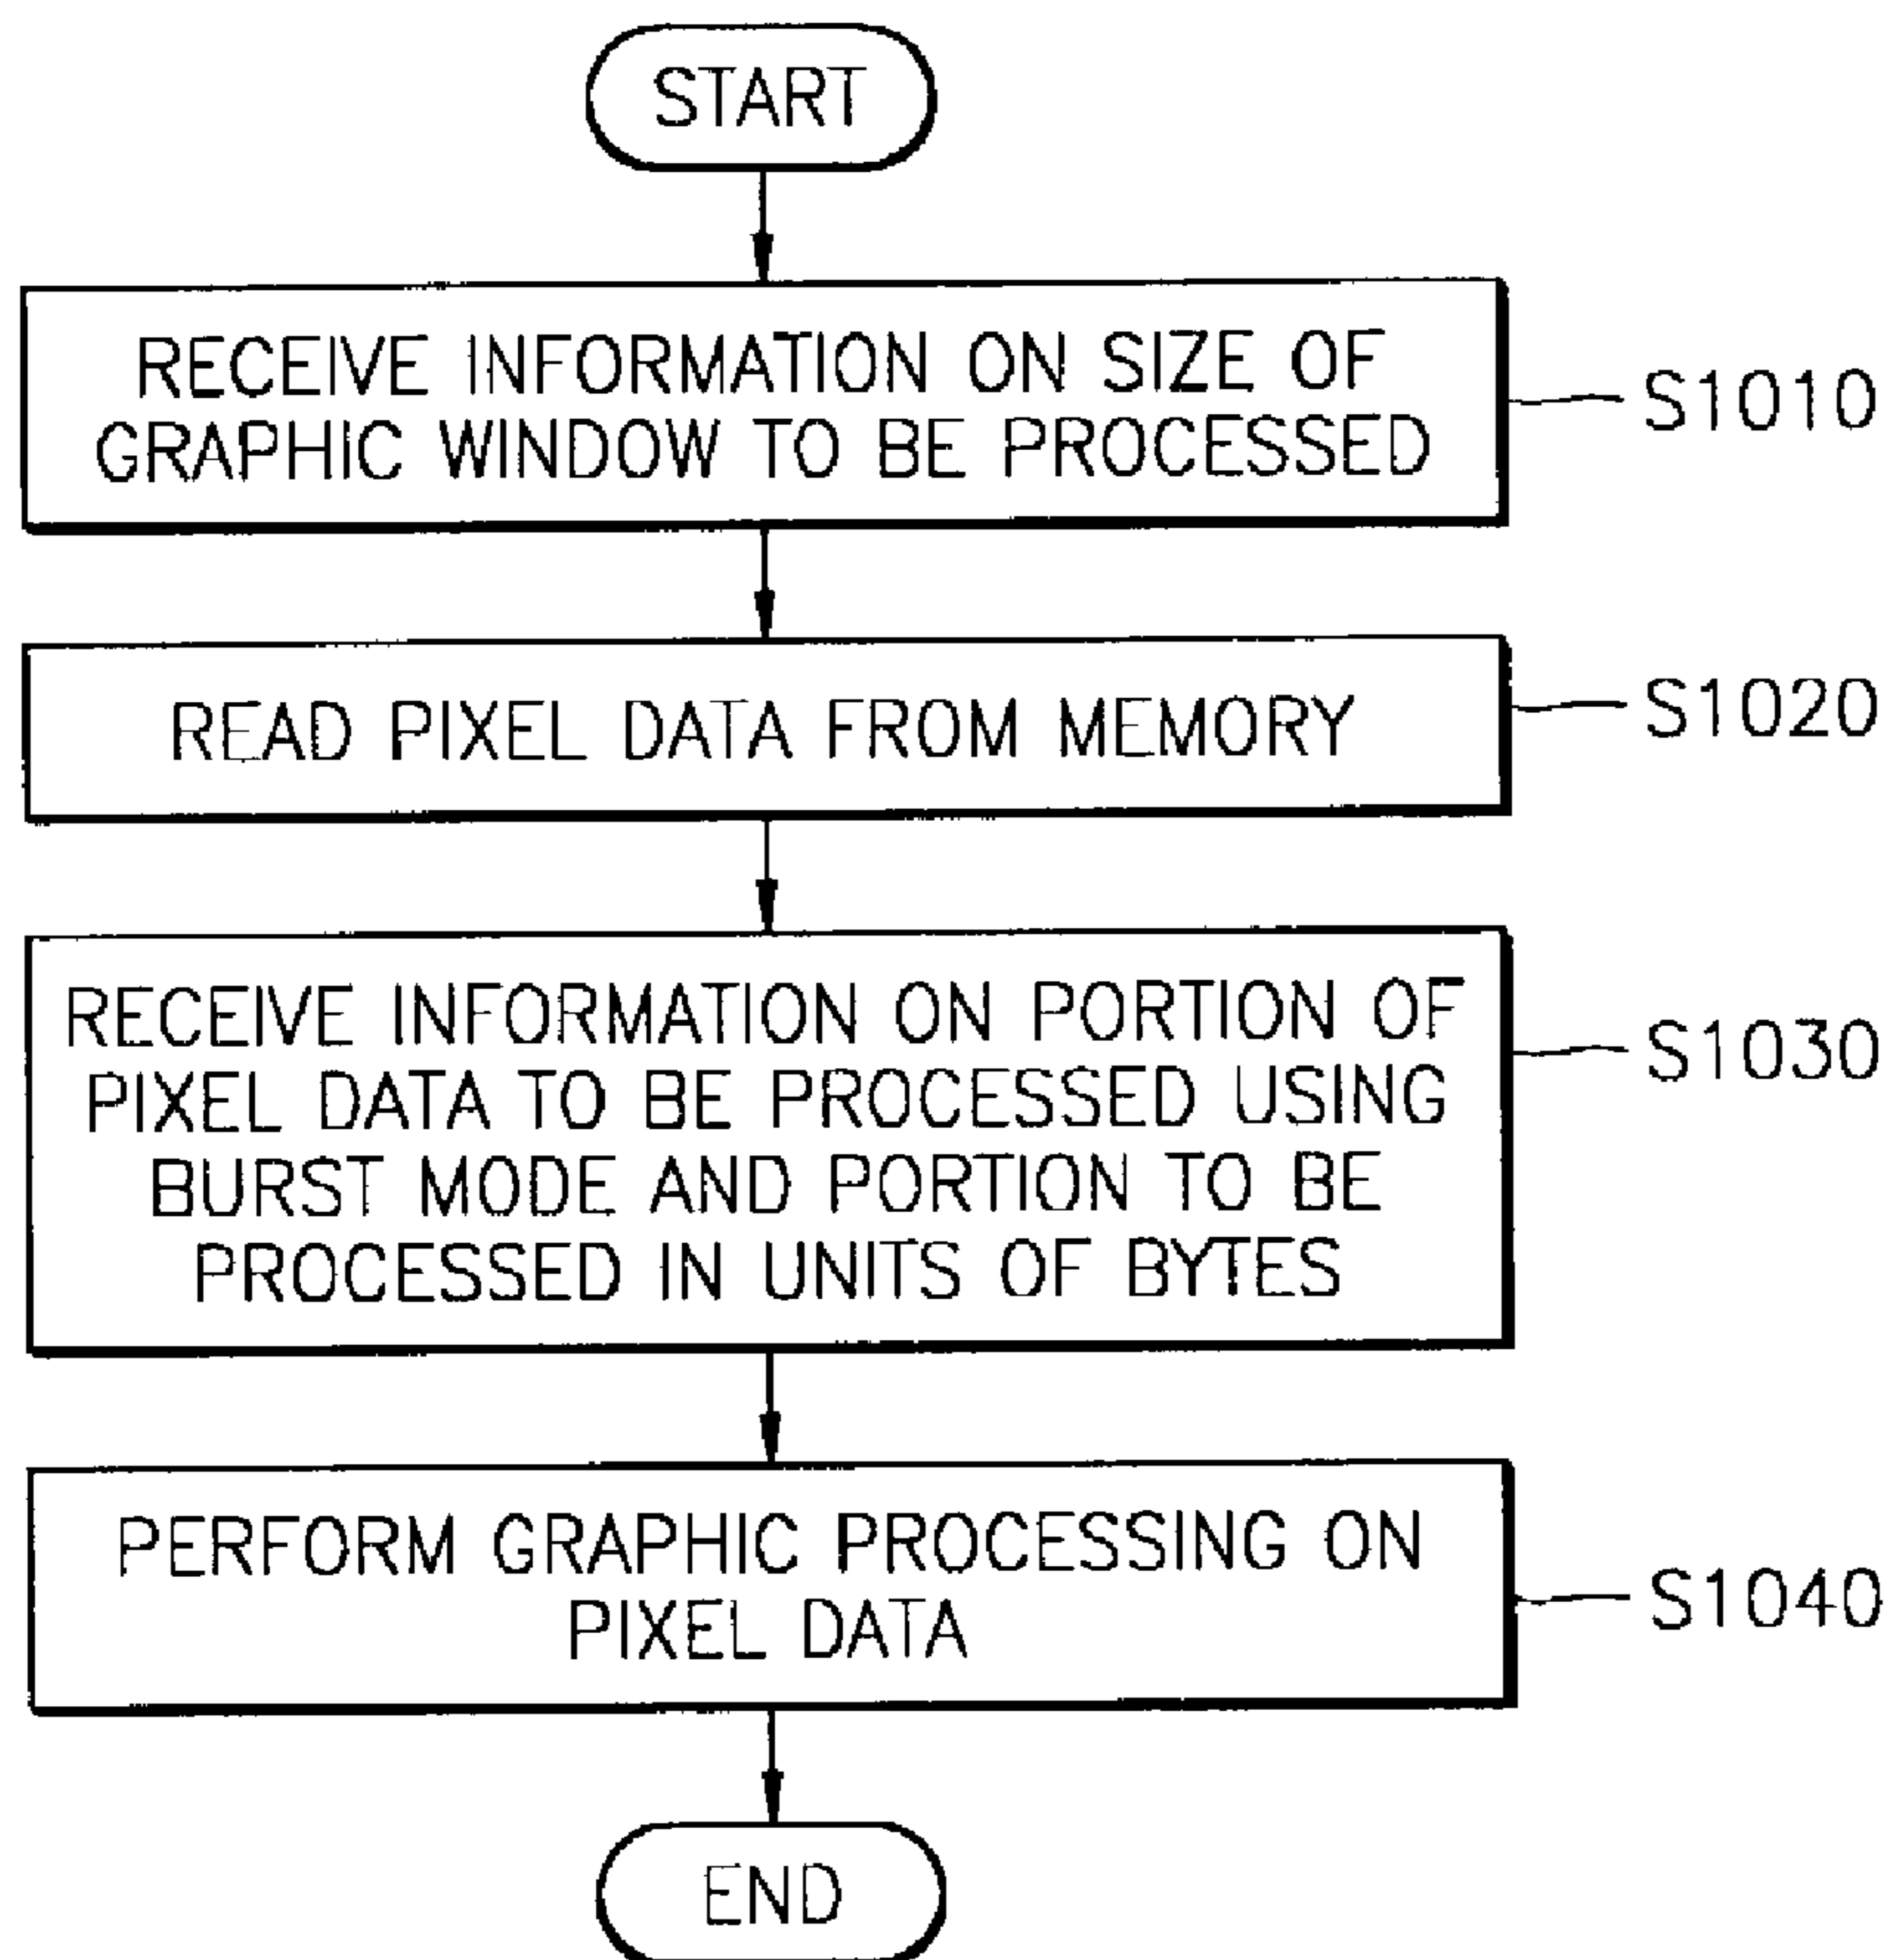 START
RECEIVE INFORMATION ON SIZE OF
GRAPHIC WINDOW TO BE PROCESSED
S1010
READ PIXEL DATA FROM MEMORY
S1020
RECEIVE INFORMATION ON PORTION OF
PIXEL DATA TO BE PROCESSED USING
BURST MODE AND PORTION TO BE
PROCESSED IN UNITS OF BYTES
S1030
PERFORM GRAPHIC PROCESSING ON
PIXEL DATA
S1040
END